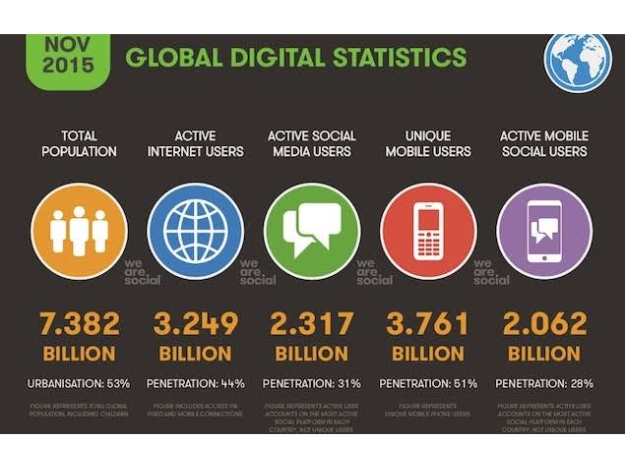 NOV
2015
GLOBAL DIGITAL STATISTICS
TOTAL
POPULATION
ACTIVE
INTERNET USERS
ACTIVE SOCIAL
MEDIA USERS
UNIQUE
MOBILE USERS
ACTIVE MOBILE
SOCIAL USERS
we
are
social
we
are
social
we
are
social
we
are
social
7.382
BILLION
3.249
BILLION
2.317
BILLION
3.761
BILLION
2.062
BILLION
URBANISATION: 53%
PENETRATION: 44%
PENETRATION: 31%
PENETRATION: 51%
PENETRATION: 28%
FIGURE REPRESENTS TOTAL GLOBAL
POPULATION, INCLUDING CHILDREN
FIGURE INCLUDES ACCESS VIA
FIXED AND MOBILE CONNECTIONS
FIGURE REPRESENTS ACTIVE USER
ACCOUNTS ON THE MOST ACTIVE
SOCIAL PLATFORM IN EACH
COUNTRY, NOT UNIQUE USERS
FIGURE REPRESENTS
UNIQUE MOBILE PHONE USERS
FIGURE REPRESENTS ACTIVE USER
ACCOUNTS ON THE MOST ACTIVE
SOCIAL PLATFORM IN EACH
COUNTRY, NOT UNIQUE USERS